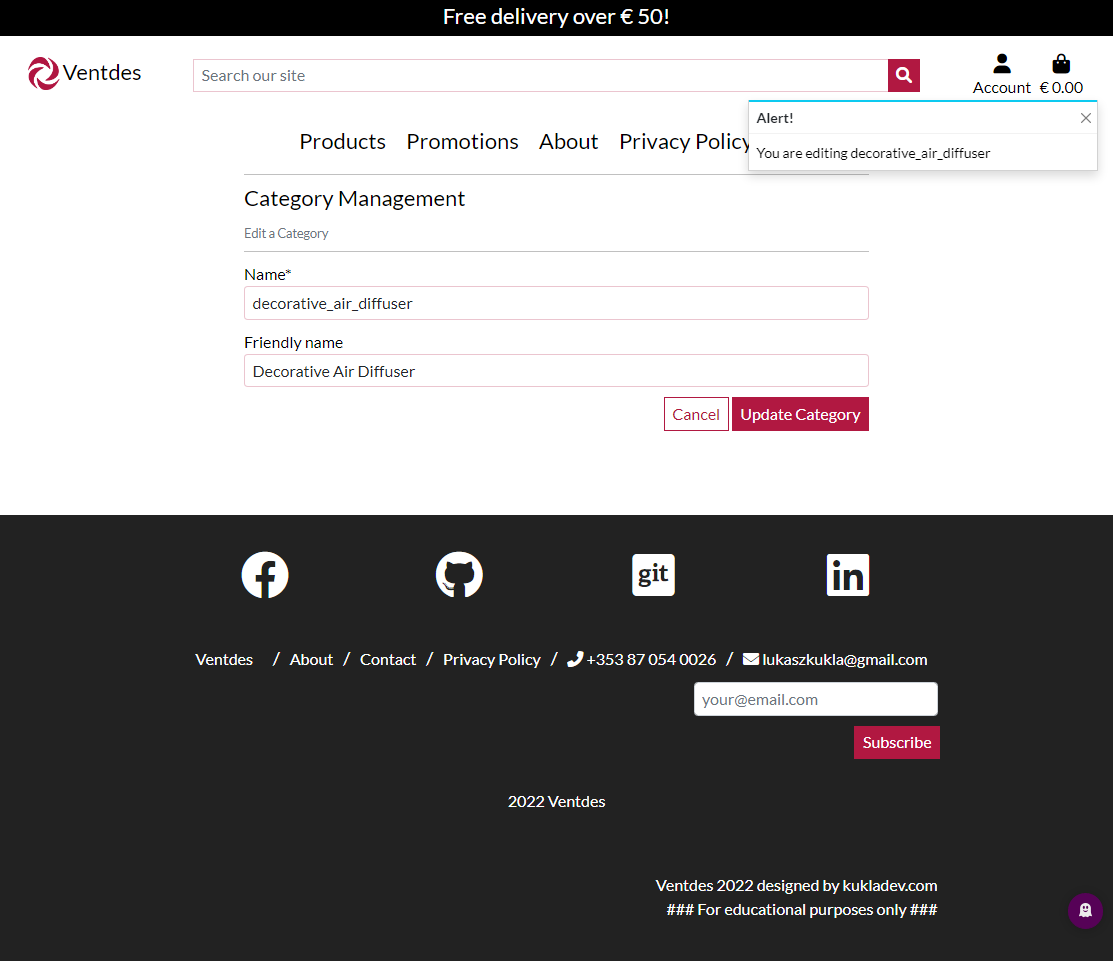 Free delivery over € 50!
Ventdes
Search our site
Account € 0.00
Alert!
You are editing decorative_air_diffuser
Products Promotions About Privacy Policy
Category Management
Edit a Category
Name*
decorative_air_diffuser
Friendly name
Decorative Air Diffuser
Cancel Update Category
git
in
Ventdes / About / Contact / Privacy Policy / +353 87 054 0026 / lukaszkukla@gmail.com
your@email.com
Subscribe
2022 Ventdes
Ventdes 2022 designed by kukladev.com
### For educational purposes only ###